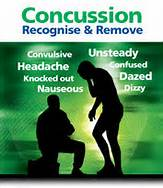 Concussion
Recognise & Remove
Convulsive
Unsteady
Headache
Confused
Knocked out
Dazed
Nauseous
Dizzy